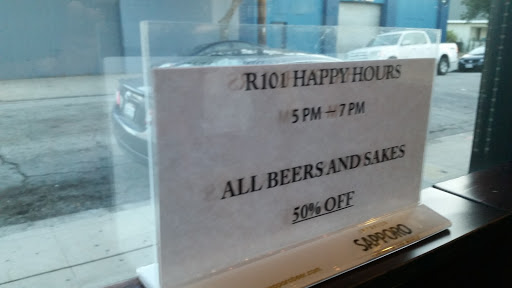 R101 HAPPY HOURS
5 PM — 7 PM
ALL BEERS AND SAKES
50% OFF
SAPPORO